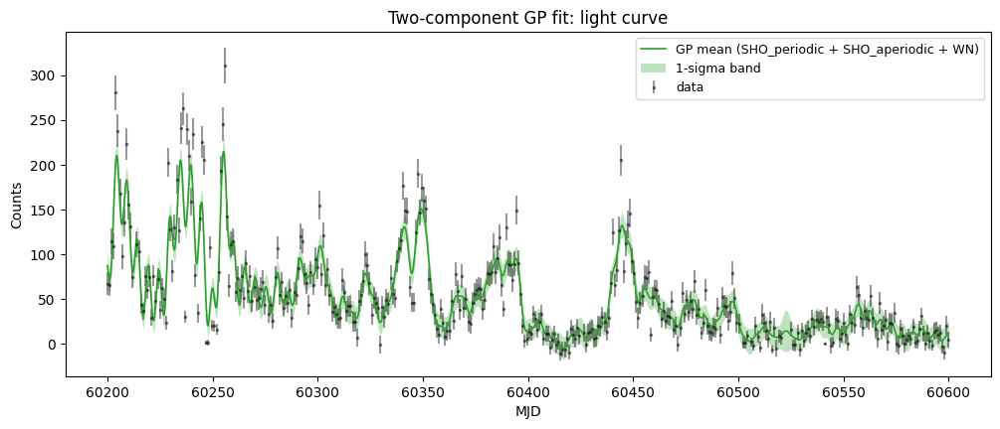 Two-component GP fit: light curve
GP mean (SHO_periodic + SHO_aperiodic + WN)
1-sigma band
data
Counts
300
250
200
150
100
50
0
60200 60250 60300 60350 60400 60450 60500 60550 60600
MJD